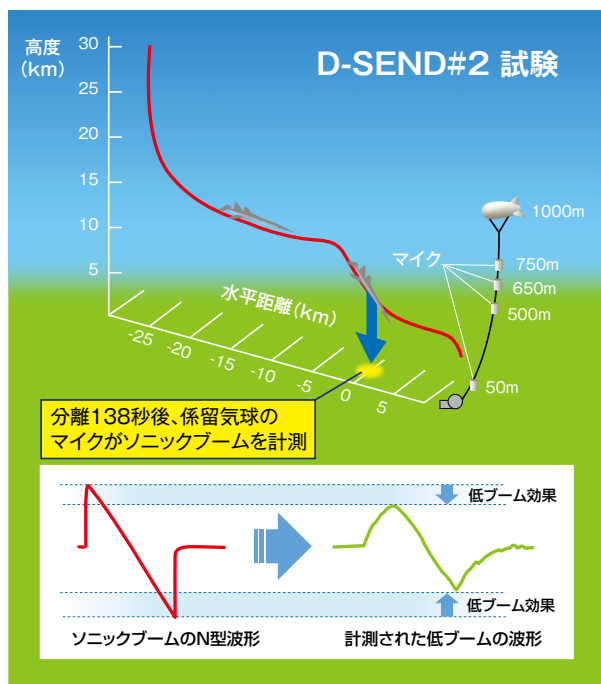 D-SEND#2 試験
高度
(km)
30
25
20
15
10
5
水平距離(km)
-25
-20
-15
-10
-5
0
5
マイク
1000m
750m
650m
500m
50m
分離138秒後、係留気球の
マイクがソニックブームを計測
低ブーム効果
低ブーム効果
ソニックブームのN型波形
計測された低ブームの波形